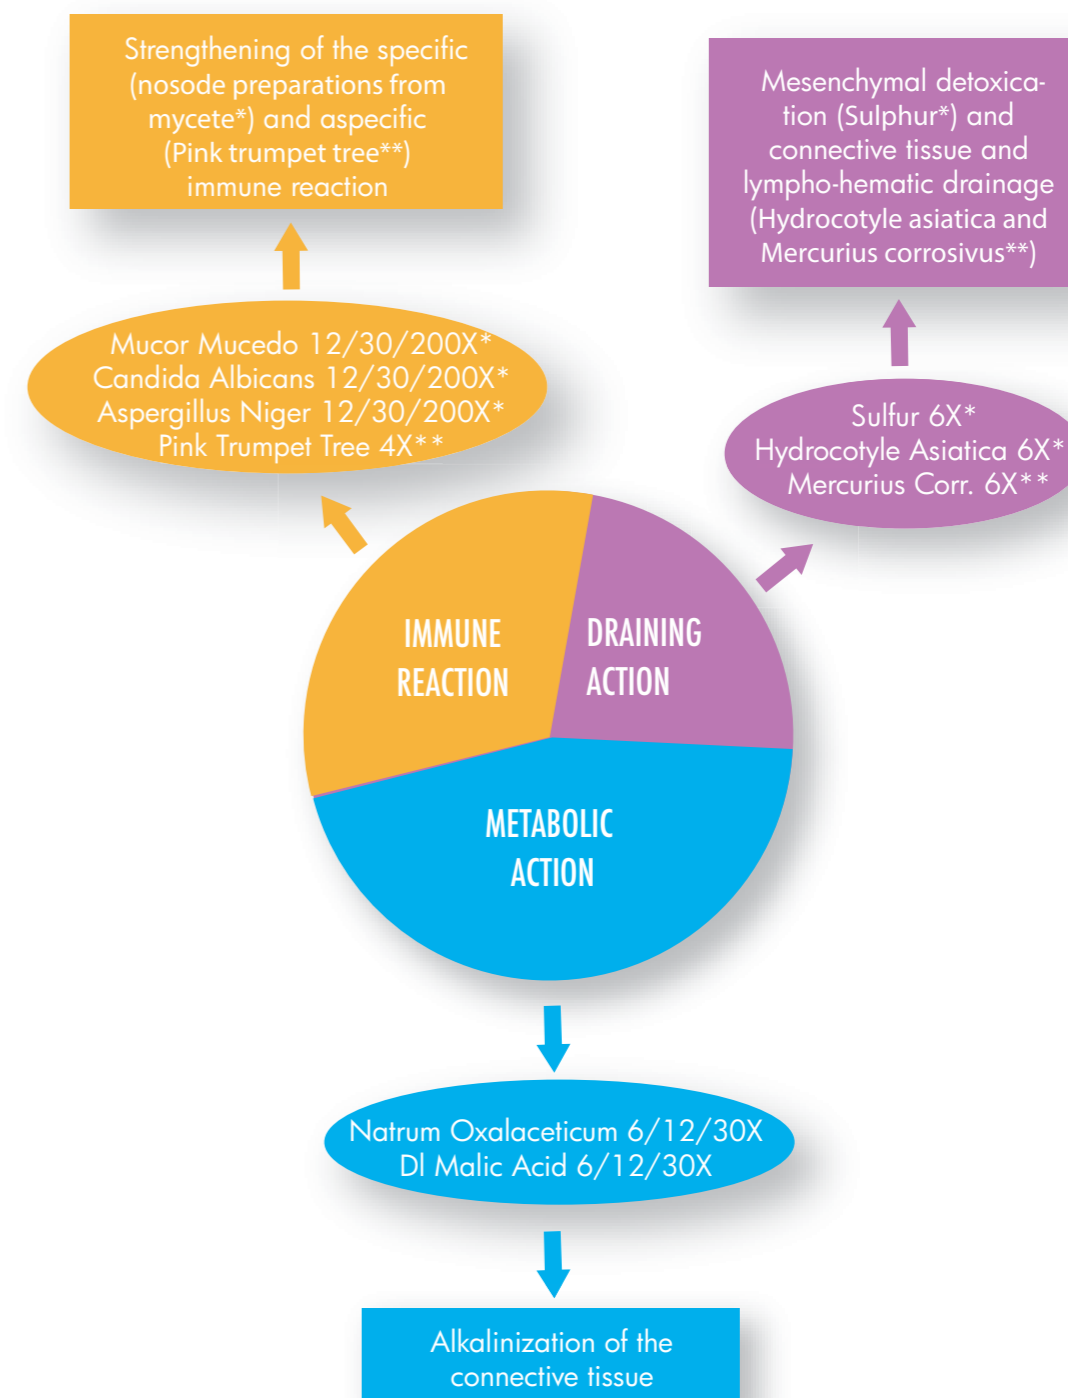 Strengthening of the specific
(nosode preparations from
mycete*) and aspecific
(Pink trumpet tree**)
immune reaction
Mesenchymal detoxica-
tion (Sulphur*) and
connective tissue and
lympho-hematic drainage
(Hydrocotyle asiatica and
Mercurius corrosivus**)
Mucor Mucedo 12/30/200X*
Candida Albicans 12/30/200X*
Aspergillus Niger 12/30/200X*
Pink Trumpet Tree 4X**
Sulfur 6X*
Hydrocotyle Asiatica 6X*
Mercurius Corr. 6X**
IMMUNE
REACTION
DRAINING
ACTION
METABOLIC
ACTION
Natrum Oxalaceticum 6/12/30X
Dl Malic Acid 6/12/30X
Alkalinization of the
connective tissue